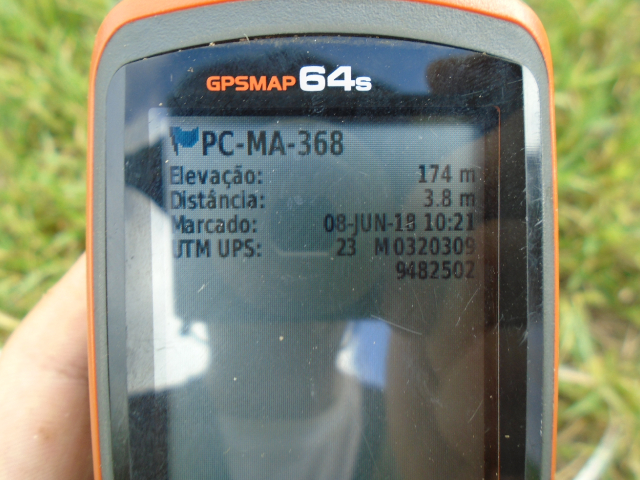 GPSMAP 64s
PC-MA-368
Elevação: 174 m
Distância: 3.8 m
Marcado: 08-JUN-18 10:21
UTM UPS: 23 M 0320309
9482502